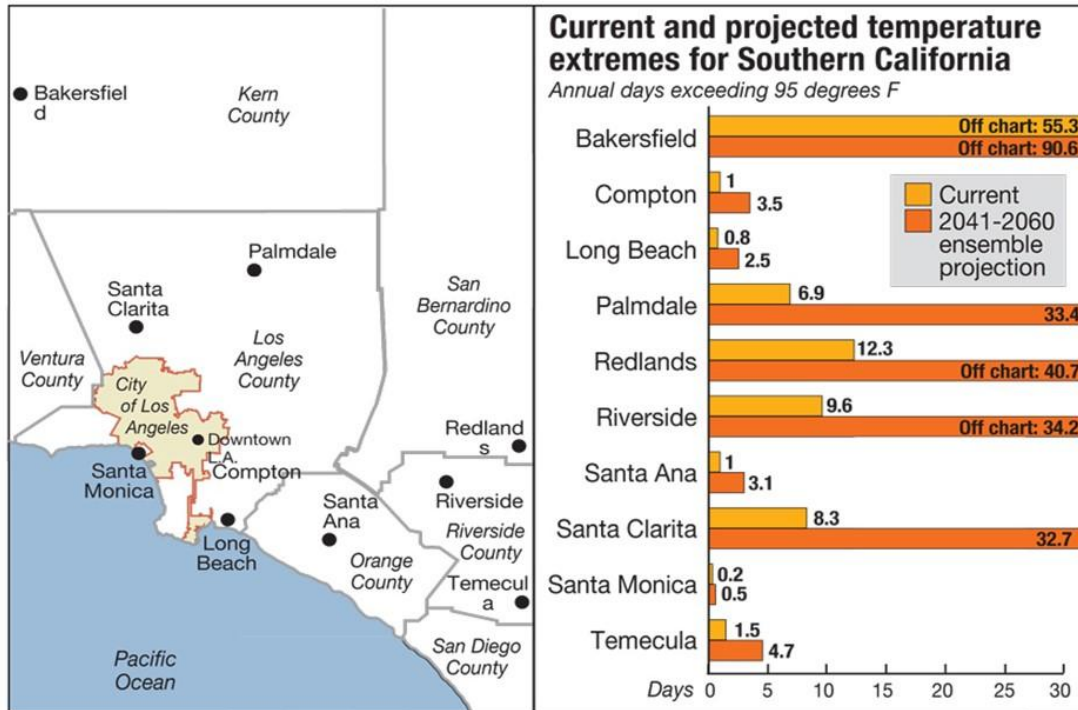 Bakersfiel
d
Kern
County
Palmdale
Santa
Clarita
San
Bernardino
County
Ventura
County
Los
Angeles
County
City
of Los
Angeles
Downtown
L.A.
Compton
Santa
Monica
Redland
s
Riverside
Santa
Ana
Riverside
County
Long
Beach
Orange
County
Temecul
a
Pacific
Ocean
San Diego
County
Current and projected temperature
extremes for Southern California
Annual days exceeding 95 degrees F
Bakersfield
Off chart: 55.3
Off chart: 90.6
Compton
1
3.5
Current
2041-2060
ensemble
projection
Long Beach
0.8
2.5
Palmdale
6.9
33.4
Redlands
12.3
Off chart: 40.7
Riverside
9.6
Off chart: 34.2
Santa Ana
1
3.1
Santa Clarita
8.3
32.7
Santa Monica
0.2
0.5
Temecula
1.5
4.7
Days 0 5 10 15 20 25 30